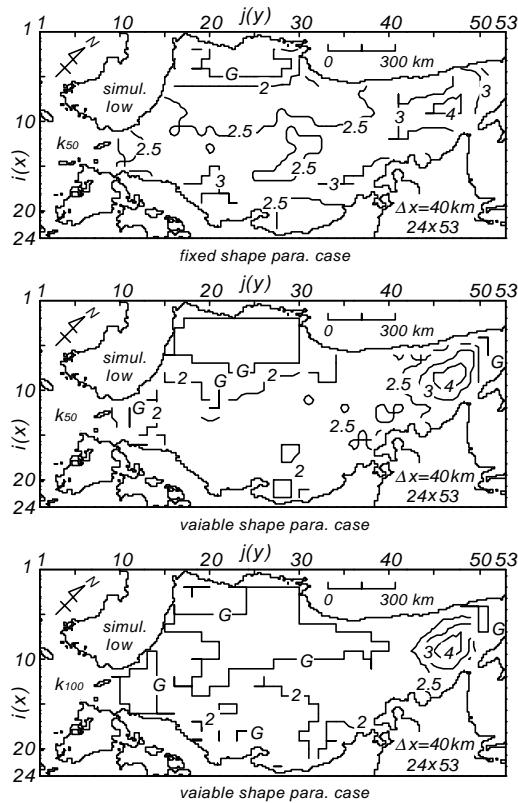 j(y)
1 10 20 30 40 50 53
N
simul.
low
G
2
0 300 km
3
4
3
10
k50
2.5
2.5
2.5
2.5
3
3
2.5
i(x)
20
24
Δx=40km
24x53
fixed shape para. case
j(y)
1 10 20 30 40 50 53
N
simul.
low
0 300 km
G
G
2
2
2.5
3
4
10
k50
G
2
2.5
2
i(x)
20
24
Δx=40km
24x53
vaiable shape para. case
j(y)
1 10 20 30 40 50 53
N
simul.
low
G
0 300 km
G
G
3
4
2.5
10
k100
G
2
2
2
G
i(x)
20
24
Δx=40km
24x53
vaiable shape para. case